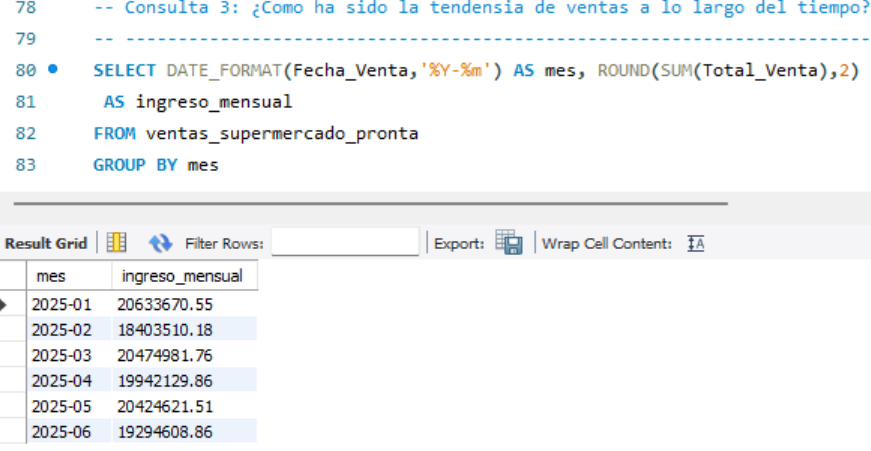 78 -- Consulta 3: ¿Como ha sido la tendensia de ventas a lo largo del tiempo?
79 -- -----------------------------------------------------------------------
80 SELECT DATE_FORMAT(Fecha_Venta,'%Y-%m') AS mes, ROUND(SUM(Total_Venta),2)
81 AS ingreso_mensual
82 FROM ventas_supermercado_pronta
83 GROUP BY mes
Result Grid Filter Rows: Export: Wrap Cell Content: IA
mes ingreso_mensual
2025-01 20633670.55
2025-02 18403510.18
2025-03 20474981.76
2025-04 19942129.86
2025-05 20424621.51
2025-06 19294608.86